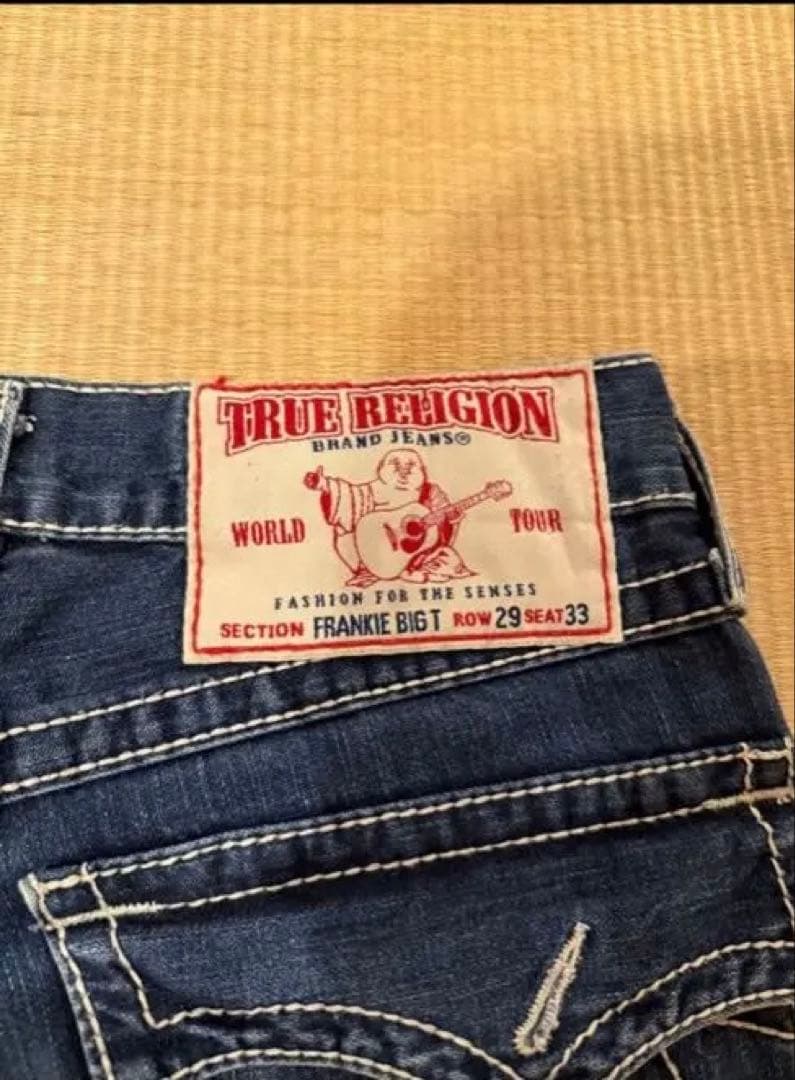 TRUE RELIGION
BRAND JEANS®
WORLD TOUR
FASHION FOR THE SENSES
SECTION FRANKIE BIG T ROW 29 SEAT 33